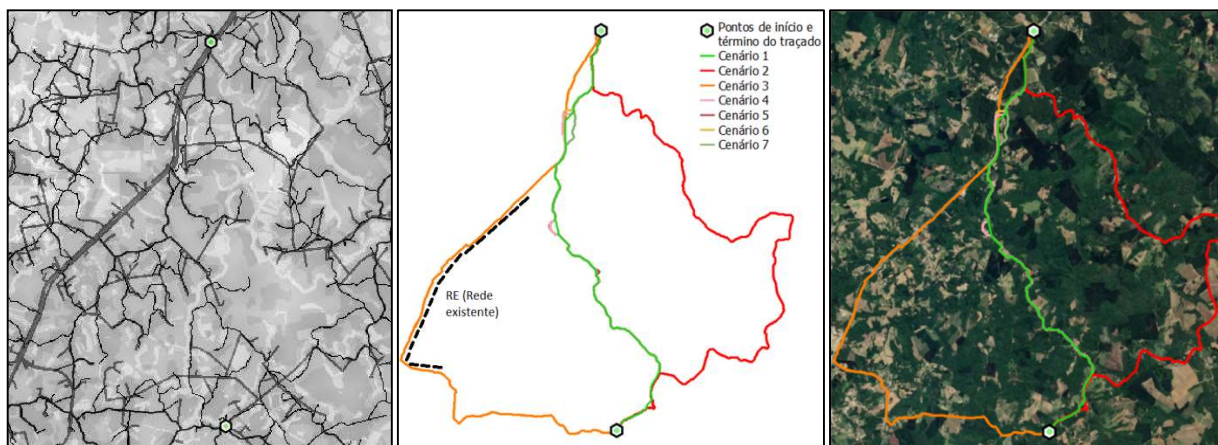 Pontos de início e
término do traçado
Cenário 1
Cenário 2
Cenário 3
Cenário 4
Cenário 5
Cenário 6
Cenário 7
RE (Rede
existente)